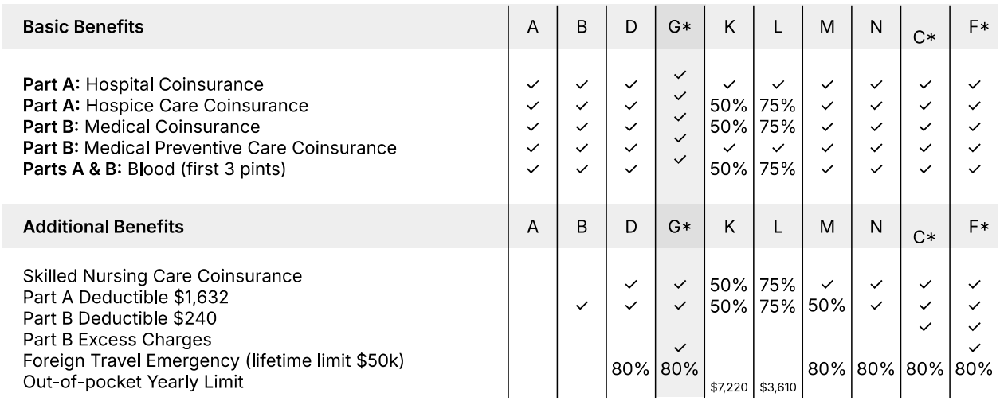 Basic Benefits A B D G* K L M N C* F*
Part A: Hospital Coinsurance ✓ ✓ ✓ ✓ ✓ ✓ ✓ ✓ ✓ ✓
Part A: Hospice Care Coinsurance ✓ ✓ ✓ ✓ 50% 75% ✓ ✓ ✓ ✓
Part B: Medical Coinsurance ✓ ✓ ✓ ✓ 50% 75% ✓ ✓ ✓ ✓
Part B: Medical Preventive Care Coinsurance ✓ ✓ ✓ ✓ ✓ ✓ ✓ ✓ ✓ ✓
Parts A & B: Blood (first 3 pints) ✓ ✓ ✓ ✓ 50% 75% ✓ ✓ ✓ ✓
Additional Benefits A B D G* K L M N C* F*
Skilled Nursing Care Coinsurance ✓ ✓ 50% 75% ✓ ✓ ✓ ✓
Part A Deductible $1,632 ✓ ✓ ✓ 50% 75% 50% ✓ ✓ ✓
Part B Deductible $240 ✓ ✓
Part B Excess Charges ✓ ✓
Foreign Travel Emergency (lifetime limit $50k) 80% 80% 80% 80% 80% 80%
Out-of-pocket Yearly Limit $7,220 $3,610